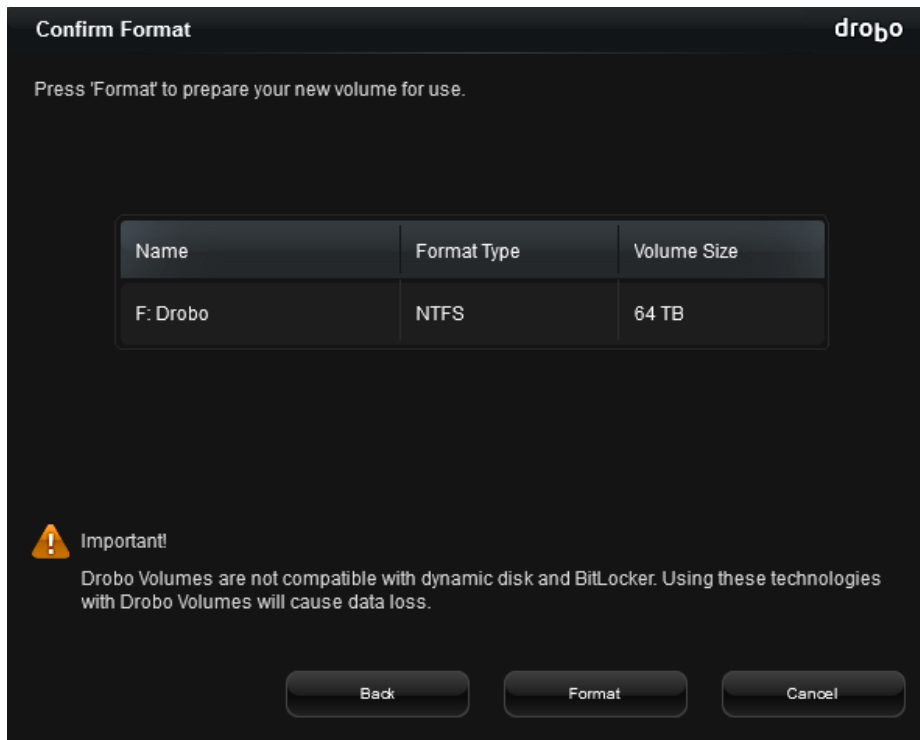 Confirm Format
drobo
Press 'Format' to prepare your new volume for use.
Name Format Type Volume Size
F: Drobo NTFS 64 TB
Important!
Drobo Volumes are not compatible with dynamic disk and BitLocker. Using these technologies
with Drobo Volumes will cause data loss.
Back Format Cancel